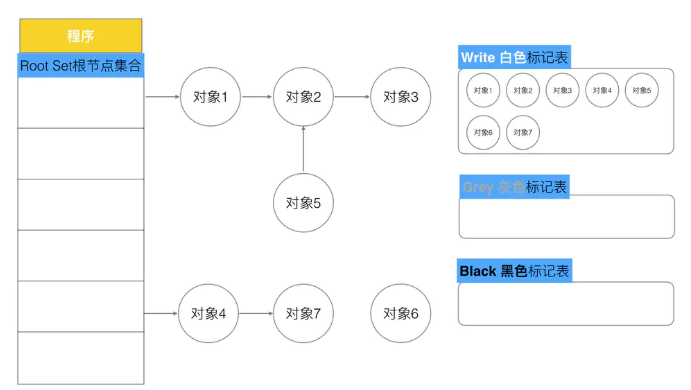 程序
Root Set根节点集合
对象1
对象2
对象3
对象5
对象4
对象7
对象6
Write 白色标记表
对象1 对象2 对象3 对象4 对象5
对象6 对象7
Grey 灰色标记表
Black 黑色标记表